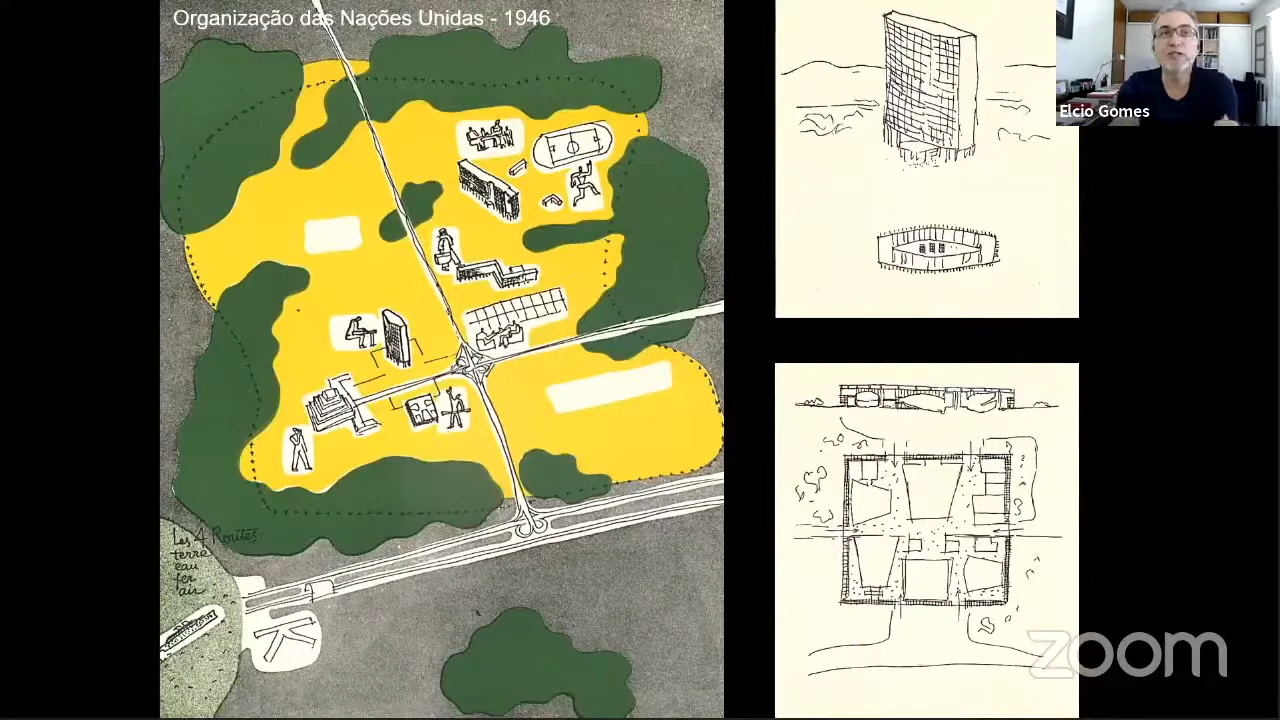 Organização das Nações Unidas - 1946
Elcio Gomes
Les 4 Routes
terre
eau
fer
air
zoom